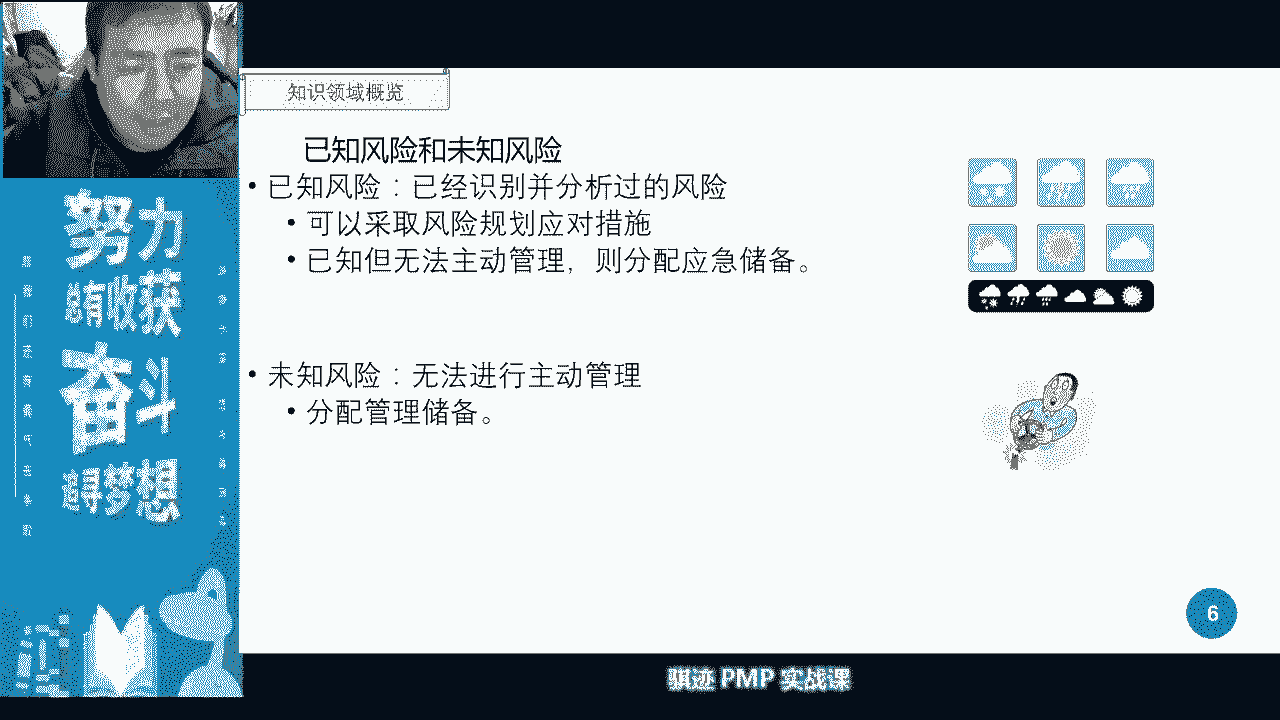 知识领域概览
已知风险和未知风险
• 已知风险：已经识别并分析过的风险
• 可以采取风险规划应对措施
• 已知但无法主动管理，则分配应急储备。
• 未知风险：无法进行主动管理
• 分配管理储备。
努力
总有收获
奋斗
追寻梦想
6
骐迹 PMP 实战课